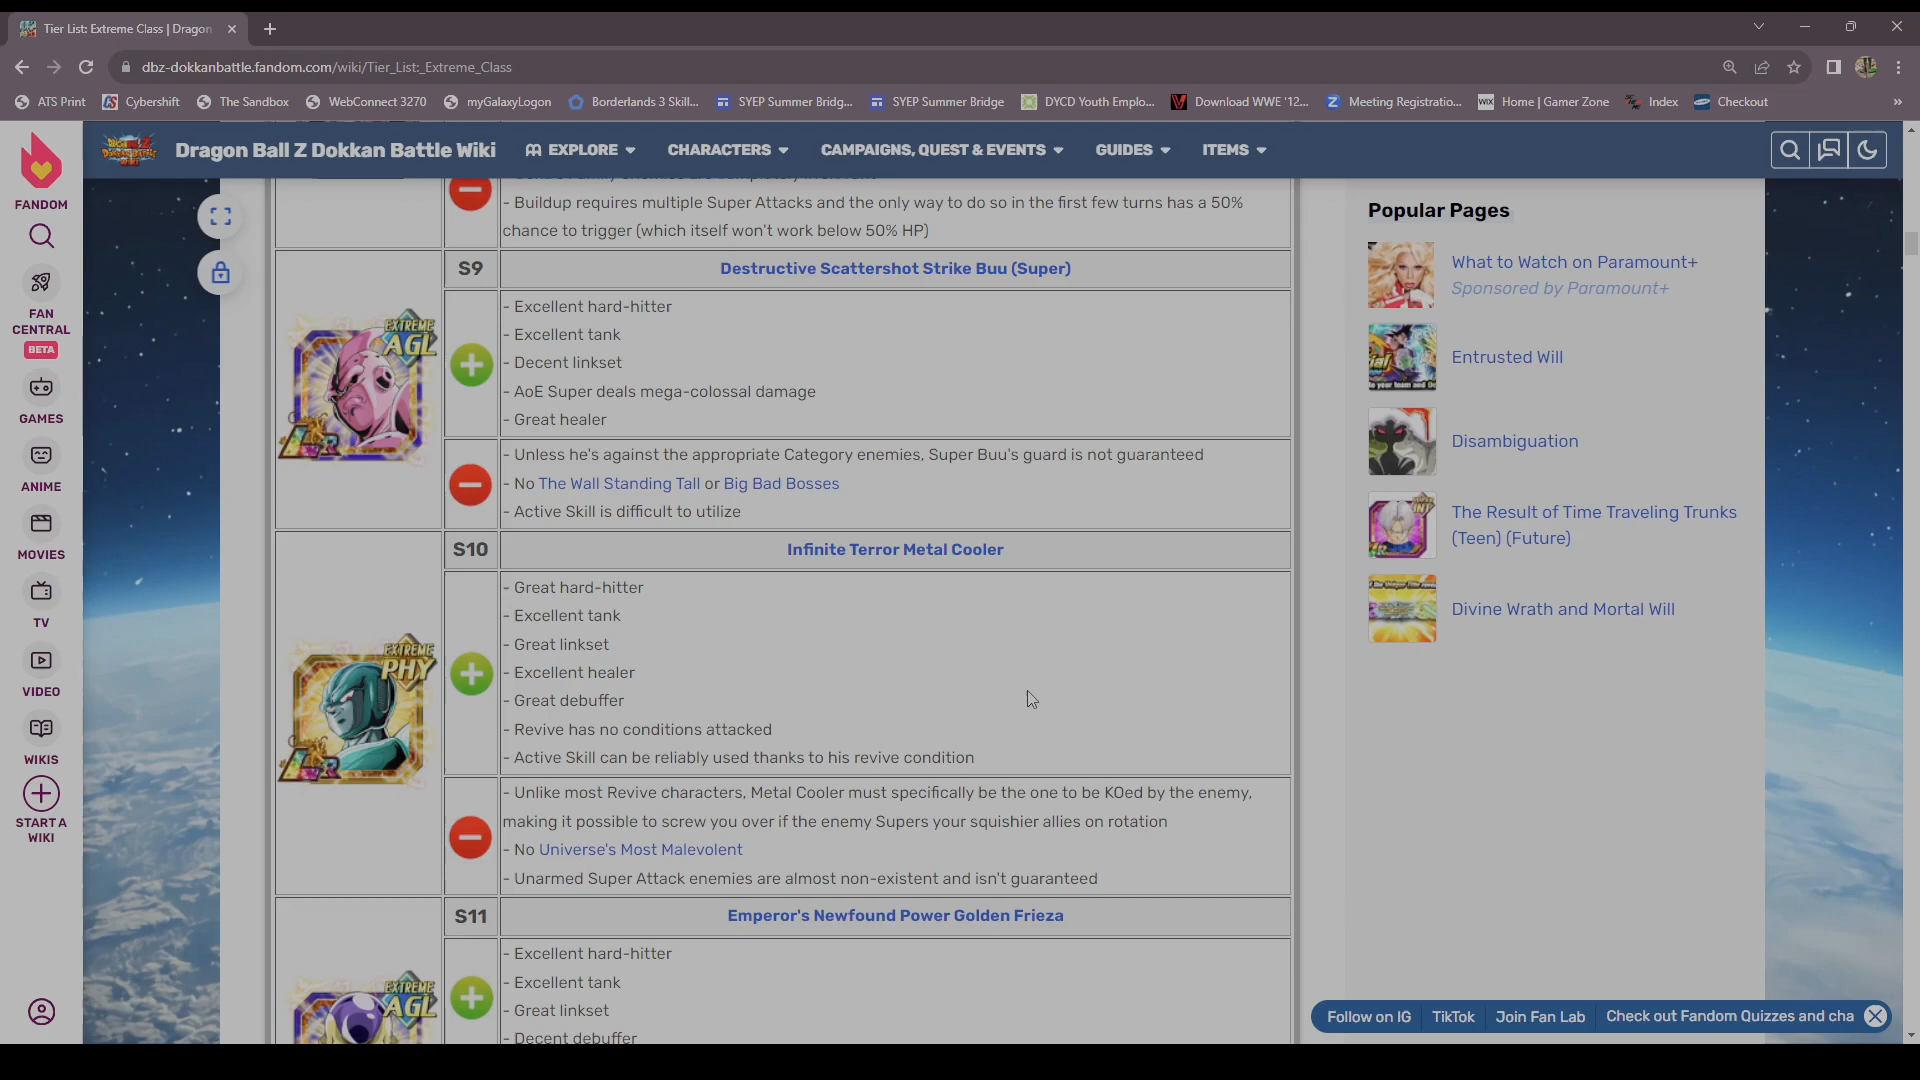 Tier List: Extreme Class | Dragon
dbz-dokkanbattle.fandom.com/wiki/Tier_List:_Extreme_Class
ATS Print
Cybershift
The Sandbox
WebConnect 3270
myGalaxyLogon
Borderlands 3 Skill...
SYEP Summer Bridg...
SYEP Summer Bridge
DYCD Youth Emplo...
Download WWE '12...
Meeting Registratio...
Home | Gamer Zone
Index
Checkout
Dragon Ball Z Dokkan Battle Wiki
EXPLORE
CHARACTERS
CAMPAIGNS, QUEST & EVENTS
GUIDES
ITEMS
FANDOM
FAN
CENTRAL
BETA
GAMES
ANIME
MOVIES
TV
VIDEO
WIKIS
START A
WIKI
- Buildup requires multiple Super Attacks and the only way to do so in the first few turns has a 50%
chance to trigger (which itself won't work below 50% HP)
S9
Destructive Scattershot Strike Buu (Super)
EXTREME
AGL
LR
- Excellent hard-hitter
- Excellent tank
- Decent linkset
- AoE Super deals mega-colossal damage
- Great healer
- Unless he's against the appropriate Category enemies, Super Buu's guard is not guaranteed
- No The Wall Standing Tall or Big Bad Bosses
- Active Skill is difficult to utilize
S10
Infinite Terror Metal Cooler
EXTREME
PHY
LR
- Great hard-hitter
- Excellent tank
- Great linkset
- Excellent healer
- Great debuffer
- Revive has no conditions attacked
- Active Skill can be reliably used thanks to his revive condition
- Unlike most Revive characters, Metal Cooler must specifically be the one to be KOed by the enemy,
making it possible to screw you over if the enemy Supers your squishier allies on rotation
- No Universe's Most Malevolent
- Unarmed Super Attack enemies are almost non-existent and isn't guaranteed
S11
Emperor's Newfound Power Golden Frieza
EXTREME
AGL
- Excellent hard-hitter
- Excellent tank
- Great linkset
- Decent debuffer
Popular Pages
What to Watch on Paramount+
Sponsored by Paramount+
Entrusted Will
Disambiguation
The Result of Time Traveling Trunks
(Teen) (Future)
Divine Wrath and Mortal Will
Follow on IG
TikTok
Join Fan Lab
Check out Fandom Quizzes and cha